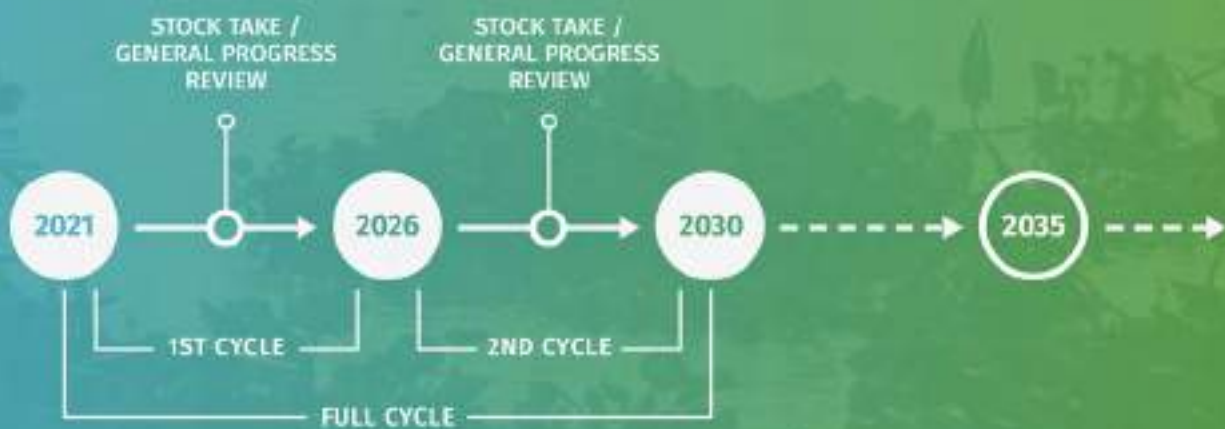 STOCK TAKE /
GENERAL PROGRESS
REVIEW
STOCK TAKE /
GENERAL PROGRESS
REVIEW
2021
2026
2030
2035
1ST CYCLE
2ND CYCLE
FULL CYCLE